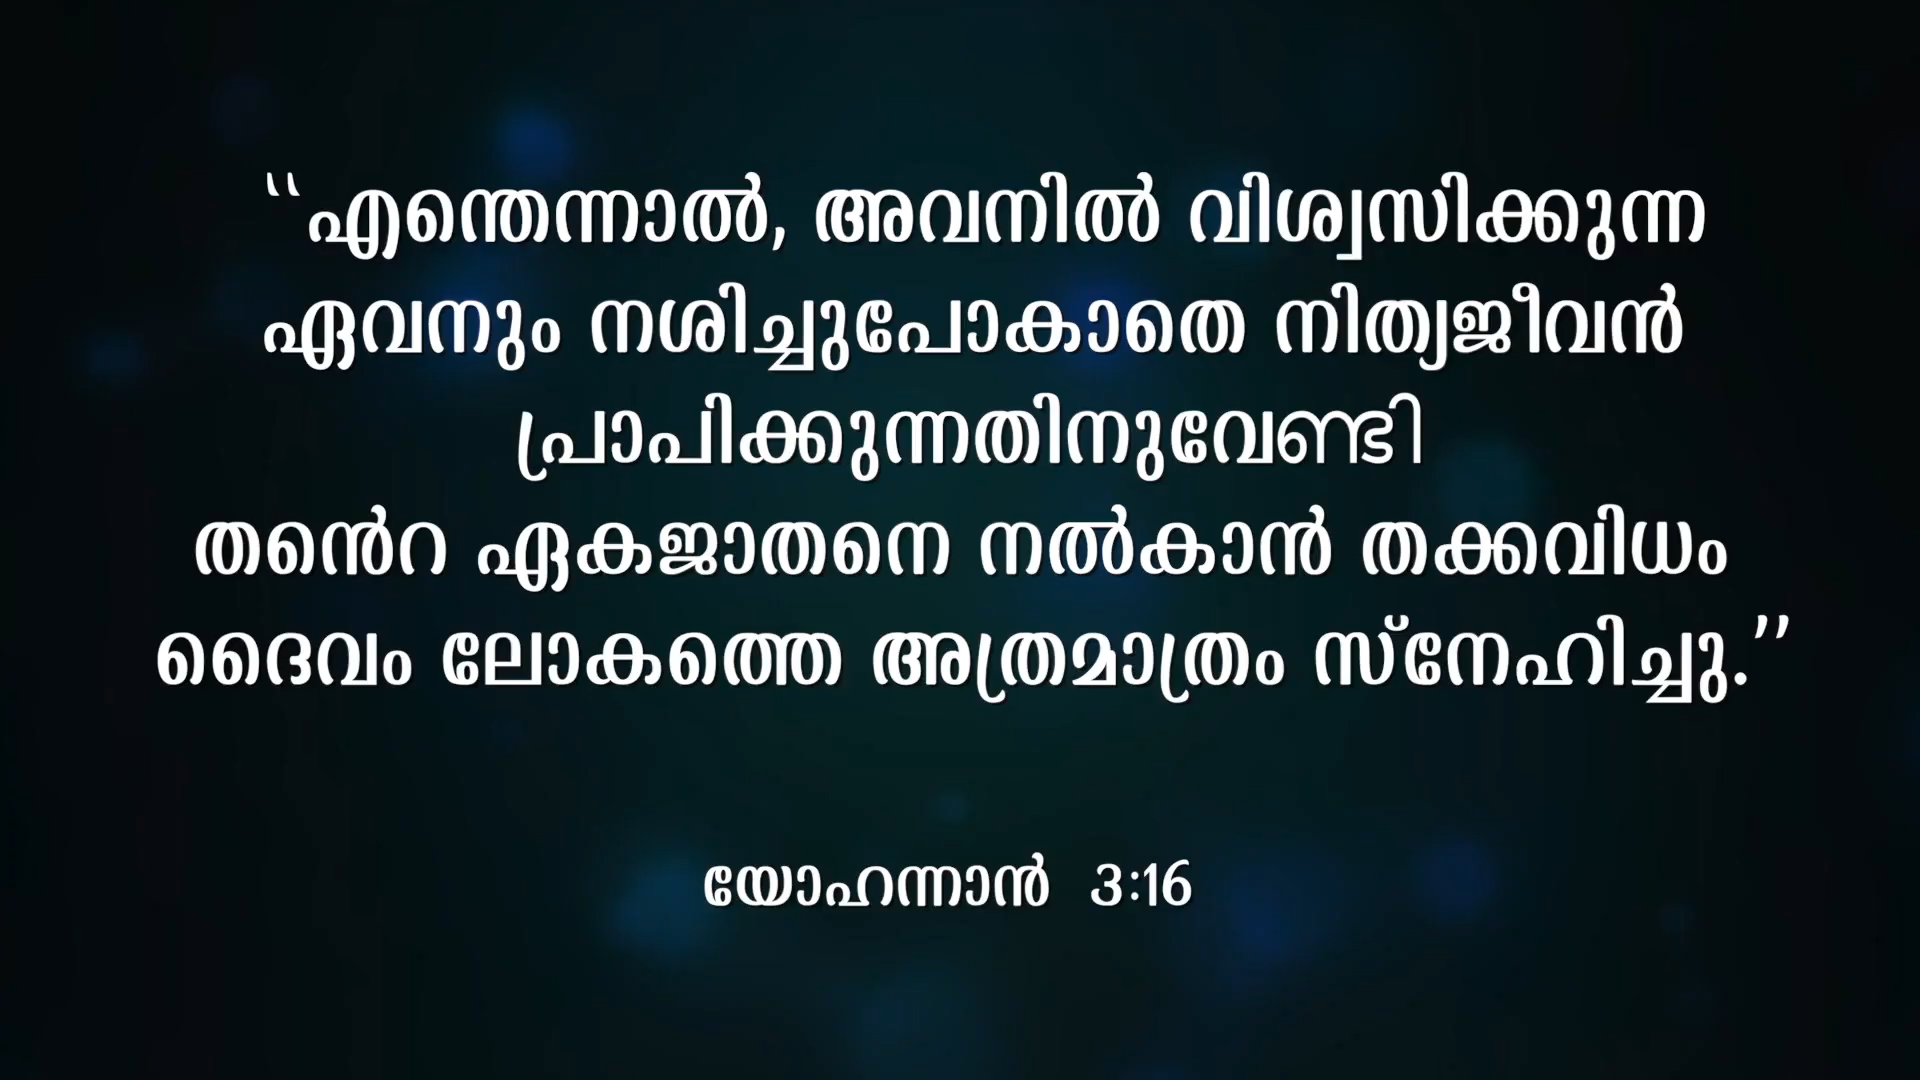 ‘‘എന്തെന്നാൽ, അവനിൽ വിശ്വസിക്കുന്ന
ഏവനും നശിച്ചുപോകാതെ നിത്യജീവൻ
പ്രാപിക്കുന്നതിനുവേണ്ടി
തൻെറ ഏകജാതനെ നൽകാൻ തക്കവിധം
ദൈവം ലോകത്തെ അത്രമാത്രം സ്നേഹിച്ചു.’’
യോഹന്നാൻ 3:16